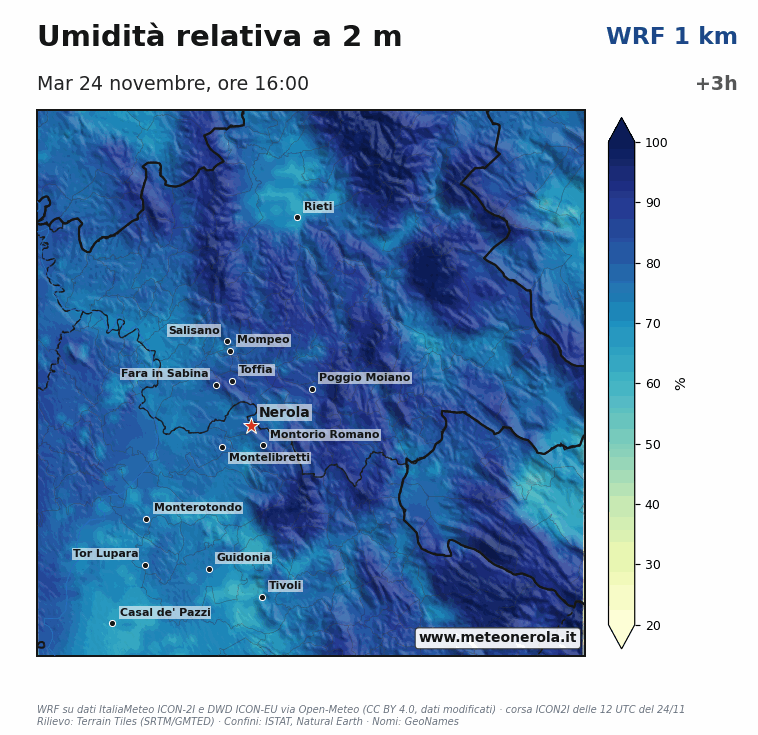 Umidità relativa a 2 m
WRF 1 km
Mar 24 novembre, ore 16:00
+3h
100
90
80
70
60
50
40
30
20
%
Rieti
Salisano
Mompeo
Fara in Sabina
Toffia
Poggio Moiano
Nerola
Montorio Romano
Montelibretti
Monterotondo
Tor Lupara
Guidonia
Tivoli
Casal de' Pazzi
www.meteonerola.it
WRF su dati ItaliaMeteo ICON-2I e DWD ICON-EU via Open-Meteo (CC BY 4.0, dati modificati) · corsa ICON2I delle 12 UTC del 24/11
Rilievo: Terrain Tiles (SRTM/GMTED) · Confini: ISTAT, Natural Earth · Nomi: GeoNames